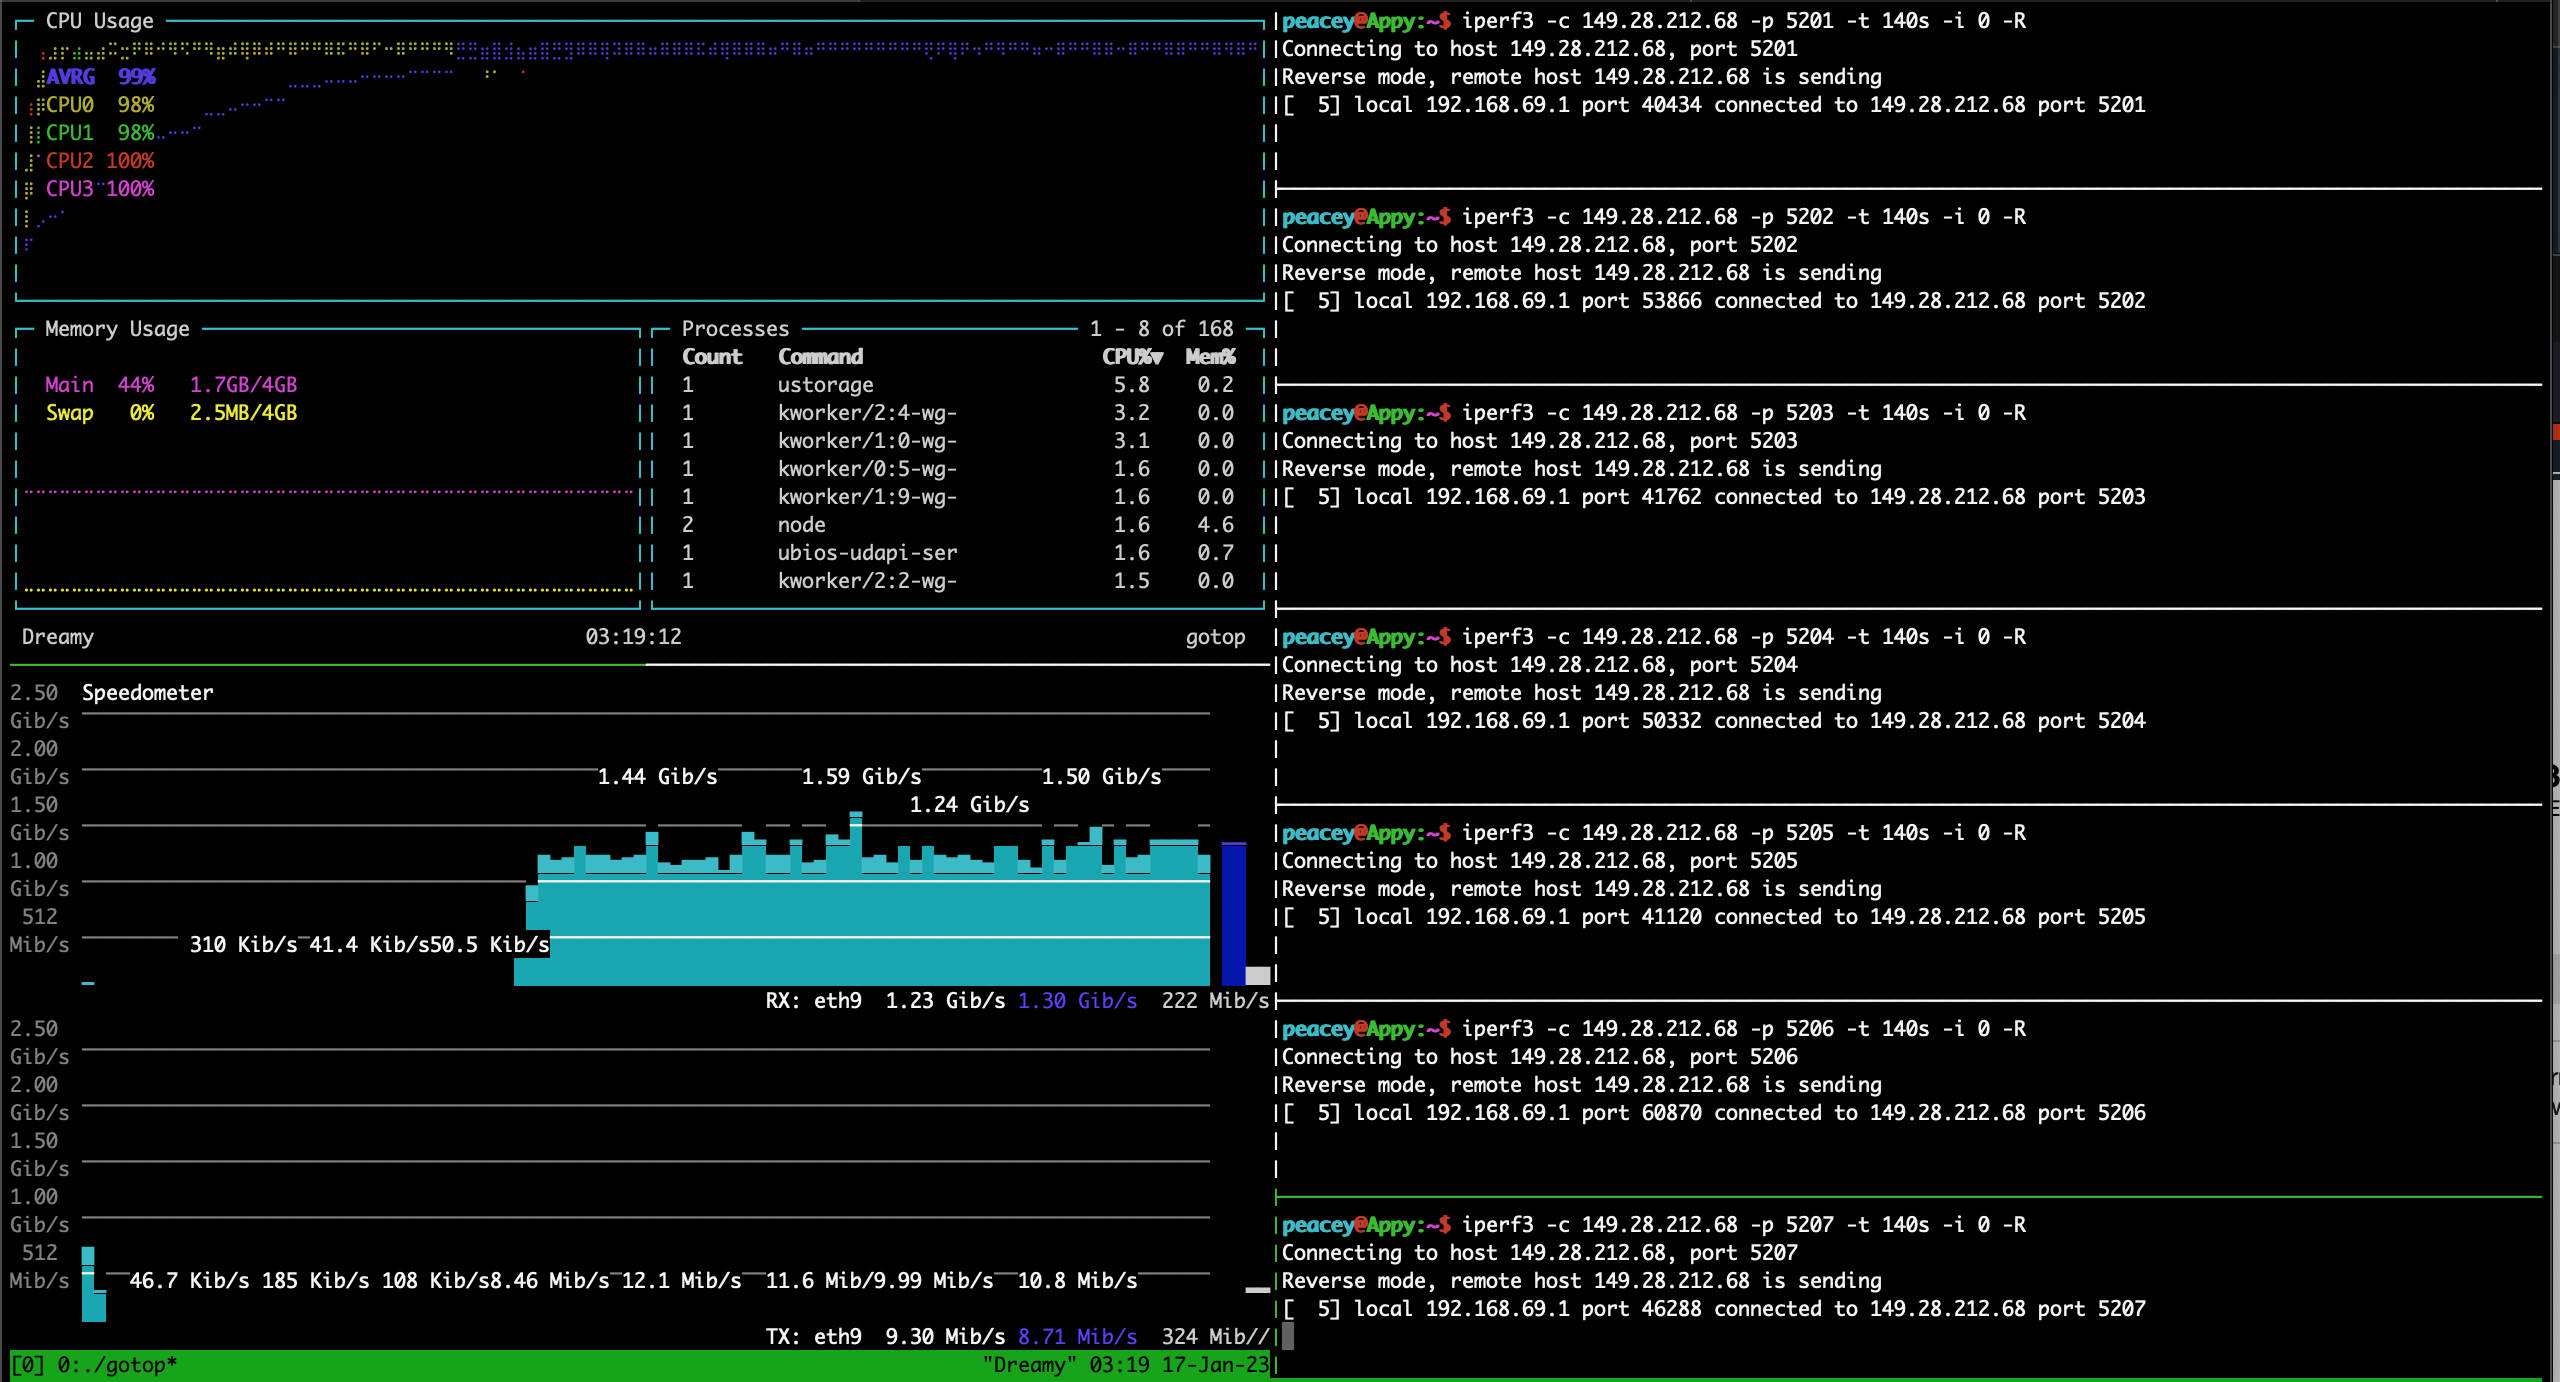 CPU Usage
AVRG 99%
CPU0 98%
CPU1 98%
CPU2 100%
CPU3 100%
Memory Usage
Main 44% 1.7GB/4GB
Swap 0% 2.5MB/4GB
Processes 1 - 8 of 168
Count Command CPU%▼ Mem%
1 ustorage 5.8 0.2
1 kworker/2:4-wg- 3.2 0.0
1 kworker/1:0-wg- 3.1 0.0
1 kworker/0:5-wg- 1.6 0.0
1 kworker/1:9-wg- 1.6 0.0
2 node 1.6 4.6
1 ubios-udapi-ser 1.6 0.7
1 kworker/2:2-wg- 1.5 0.0
Dreamy 03:19:12 gotop
2.50 Speedometer
Gib/s
2.00
Gib/s 1.44 Gib/s 1.59 Gib/s 1.50 Gib/s
1.50 1.24 Gib/s
Gib/s
1.00
Gib/s
512
Mib/s 310 Kib/s 41.4 Kib/s50.5 Kib/s
RX: eth9 1.23 Gib/s 1.30 Gib/s 222 Mib/s
2.50
Gib/s
2.00
Gib/s
1.50
Gib/s
1.00
Gib/s
512
Mib/s 46.7 Kib/s 185 Kib/s 108 Kib/s8.46 Mib/s 12.1 Mib/s 11.6 Mib/9.99 Mib/s 10.8 Mib/s
TX: eth9 9.30 Mib/s 8.71 Mib/s 324 Mib//
[0] 0:./gotop* "Dreamy" 03:19 17-Jan-23
peacey@Appy:~$ iperf3 -c 149.28.212.68 -p 5201 -t 140s -i 0 -R
Connecting to host 149.28.212.68, port 5201
Reverse mode, remote host 149.28.212.68 is sending
[  5] local 192.168.69.1 port 40434 connected to 149.28.212.68 port 5201
peacey@Appy:~$ iperf3 -c 149.28.212.68 -p 5202 -t 140s -i 0 -R
Connecting to host 149.28.212.68, port 5202
Reverse mode, remote host 149.28.212.68 is sending
[  5] local 192.168.69.1 port 53866 connected to 149.28.212.68 port 5202
peacey@Appy:~$ iperf3 -c 149.28.212.68 -p 5203 -t 140s -i 0 -R
Connecting to host 149.28.212.68, port 5203
Reverse mode, remote host 149.28.212.68 is sending
[  5] local 192.168.69.1 port 41762 connected to 149.28.212.68 port 5203
peacey@Appy:~$ iperf3 -c 149.28.212.68 -p 5204 -t 140s -i 0 -R
Connecting to host 149.28.212.68, port 5204
Reverse mode, remote host 149.28.212.68 is sending
[  5] local 192.168.69.1 port 50332 connected to 149.28.212.68 port 5204
peacey@Appy:~$ iperf3 -c 149.28.212.68 -p 5205 -t 140s -i 0 -R
Connecting to host 149.28.212.68, port 5205
Reverse mode, remote host 149.28.212.68 is sending
[  5] local 192.168.69.1 port 41120 connected to 149.28.212.68 port 5205
peacey@Appy:~$ iperf3 -c 149.28.212.68 -p 5206 -t 140s -i 0 -R
Connecting to host 149.28.212.68, port 5206
Reverse mode, remote host 149.28.212.68 is sending
[  5] local 192.168.69.1 port 60870 connected to 149.28.212.68 port 5206
peacey@Appy:~$ iperf3 -c 149.28.212.68 -p 5207 -t 140s -i 0 -R
Connecting to host 149.28.212.68, port 5207
Reverse mode, remote host 149.28.212.68 is sending
[  5] local 192.168.69.1 port 46288 connected to 149.28.212.68 port 5207